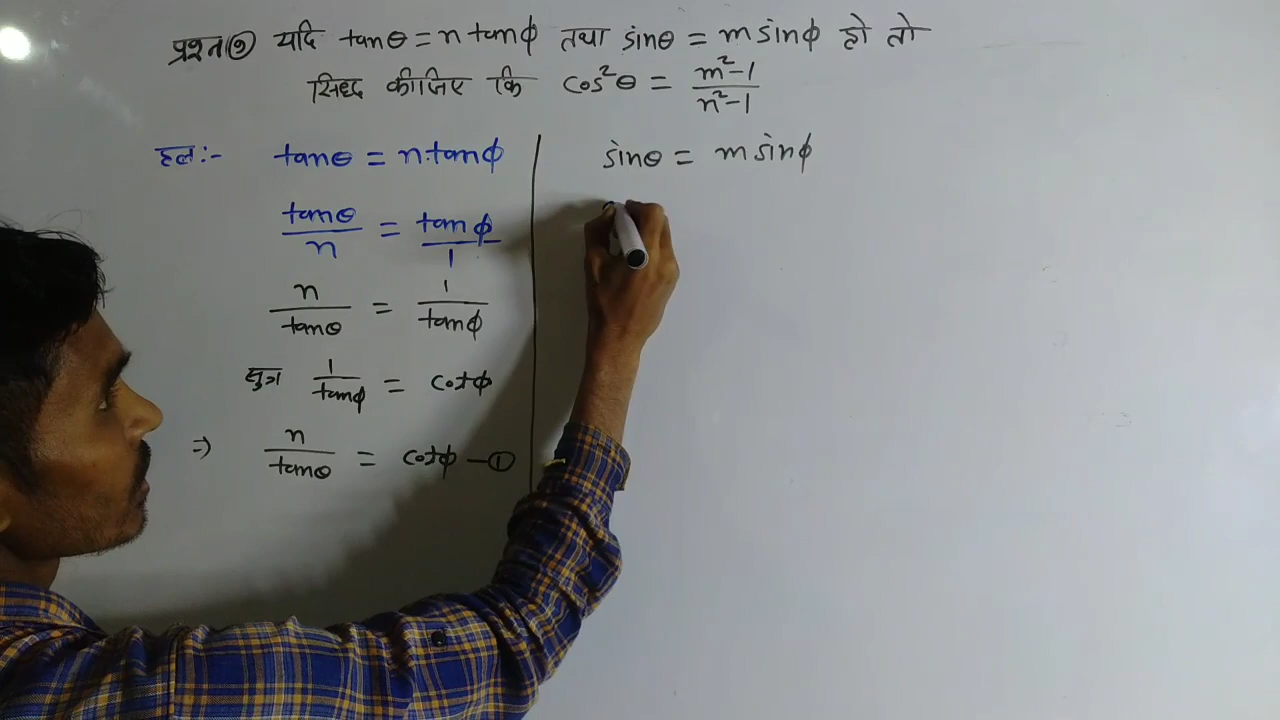 प्रश्न ⑨ यदि tanθ = n tanϕ तथा sinθ = m sinϕ हो तो
सिध्द कीजिए कि cos²θ = m²-1 / n²-1
हल:- tanθ = n.tanϕ
tanθ / n = tanϕ / 1
n / tanθ = 1 / tanϕ
सुत्र 1 / tanϕ = cotϕ
⇒ n / tanθ = cotϕ — ①
sinθ = m sinϕ